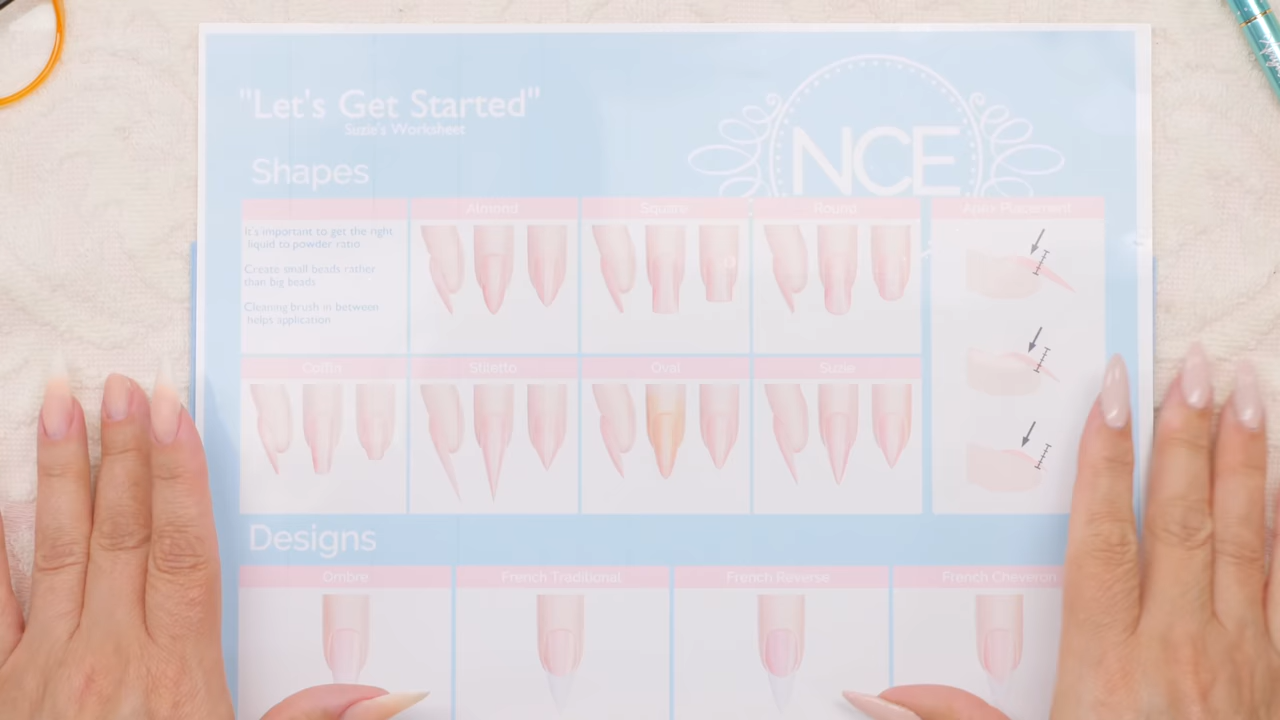 "Let's Get Started"
Suzie's Worksheet
NCE
Shapes
Almond
Square
Round
Apex Placement
It's important to get the right
liquid to powder ratio
Create small beads rather
than big beads
Cleaning brush in between
helps application
Coffin
Stiletto
Oval
Suzie
Designs
Ombre
French Traditional
French Reverse
French Cheveron